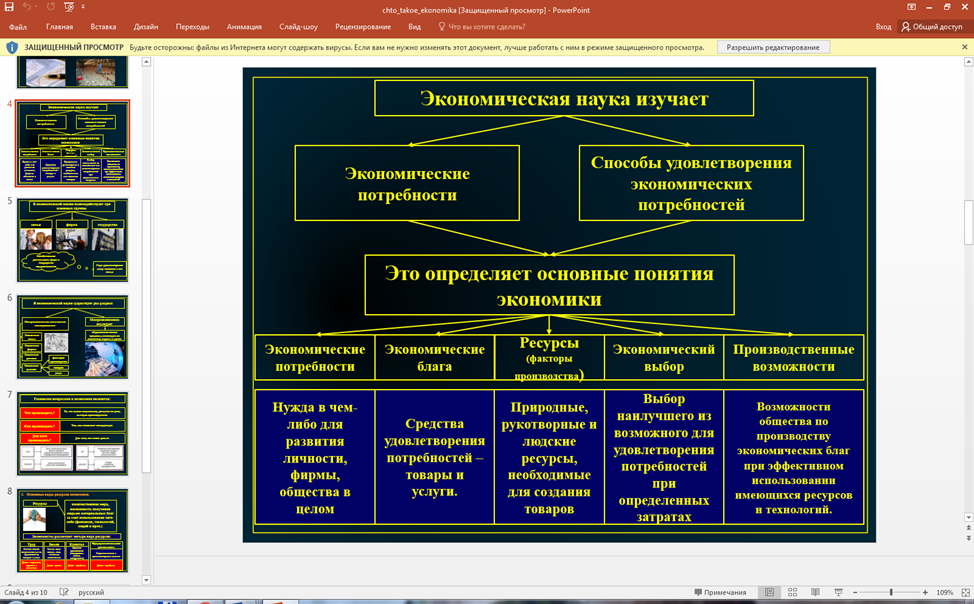 chto_takoe_ekonomika [Защищенный просмотр] - PowerPoint
Файл Главная Вставка Дизайн Переходы Анимация Слайд-шоу Рецензирование Вид Что вы хотите сделать? Вход Общий доступ
ЗАЩИЩЕННЫЙ ПРОСМОТР Будьте осторожны: файлы из Интернета могут содержать вирусы. Если вам не нужно изменять этот документ, лучше работать с ним в режиме защищенного просмотра. Разрешить редактирование
4
5
6
7
8
Экономическая наука изучает
Экономические
потребности
Способы удовлетворения
экономических
потребностей
Это определяет основные понятия
экономики
Экономические
потребности
Экономические
блага
Ресурсы
(факторы
производства)
Экономический
выбор
Производственные
возможности
Нужда в чем-
либо для
развития
личности,
фирмы,
общества в
целом
Средства
удовлетворения
потребностей –
товары и
услуги.
Природные,
рукотворные и
людские
ресурсы,
необходимые
для создания
товаров
Выбор
наилучшего из
возможного для
удовлетворения
потребностей
при
определенных
затратах
Возможности
общества по
производству
экономических благ
при эффективном
использовании
имеющихся ресурсов
и технологий.
Слайд 4 из 10 русский Примечания 109%